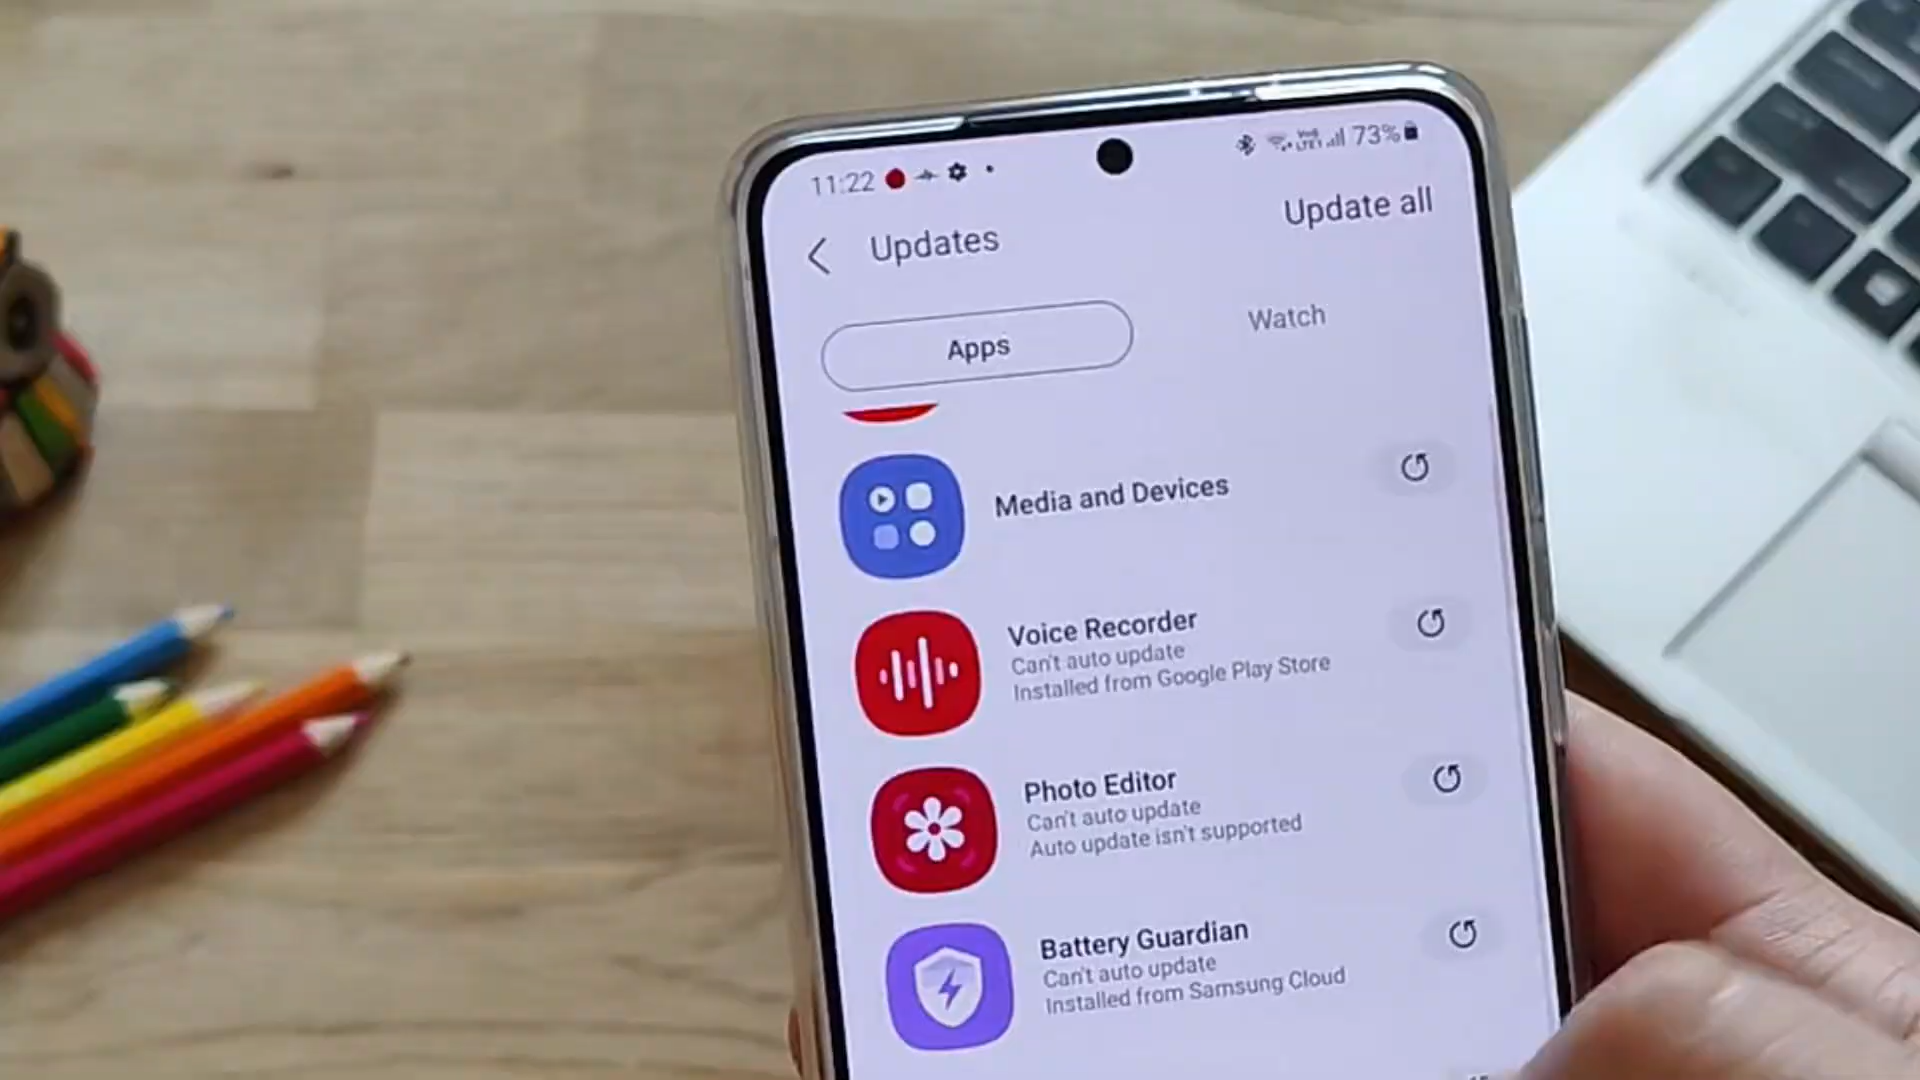 11:22
73%
Updates
Update all
Apps
Watch
Media and Devices
Voice Recorder
Can't auto update
Installed from Google Play Store
Photo Editor
Can't auto update
Auto update isn't supported
Battery Guardian
Can't auto update
Installed from Samsung Cloud